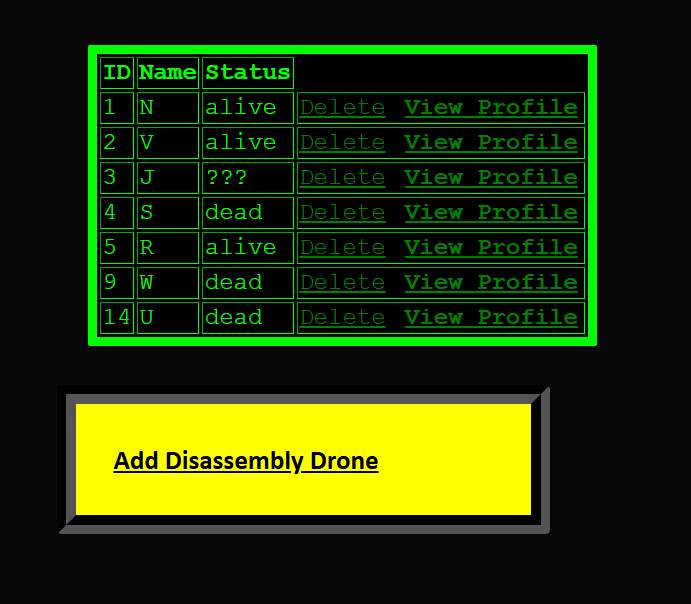 ID Name Status
1 N alive Delete View Profile
2 V alive Delete View Profile
3 J ??? Delete View Profile
4 S dead Delete View Profile
5 R alive Delete View Profile
9 W dead Delete View Profile
14 U dead Delete View Profile
Add Disassembly Drone